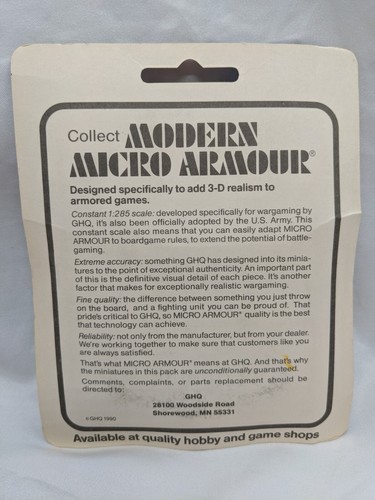 Collect MODERN
MICRO ARMOUR®
Designed specifically to add 3-D realism to
armored games.
Constant 1:285 scale: developed specifically for wargaming by
GHQ, it's also been officially adopted by the U.S. Army. This
constant scale also means that you can easily adapt MICRO
ARMOUR to boardgame rules, to extend the potential of battle-
gaming.
Extreme accuracy: something GHQ has designed into its minia-
tures to the point of exceptional authenticity. An important part
of this is the definitive visual detail of each piece. It's another
factor that makes for exceptionally realistic wargaming.
Fine quality: the difference between something you just throw
on the board, and a fighting unit you can be proud of. That
pride's critical to GHQ, so MICRO ARMOUR® quality is the best
that technology can achieve.
Reliability: not only from the manufacturer, but from your dealer.
We're working together to make sure that customers like you
are always satisfied.
That's what MICRO ARMOUR® means at GHQ. And that's why
the miniatures in this pack are unconditionally guaranteed.
Comments, complaints, or parts replacement should be
directed to:
GHQ
28100 Woodside Road
Shorewood, MN 55331
©GHQ 1990
Available at quality hobby and game shops